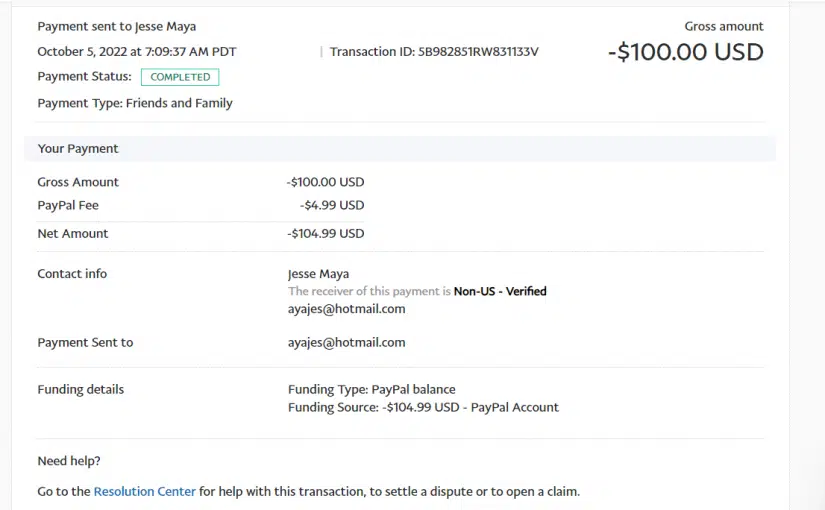 Payment sent to Jesse Maya
Gross amount
October 5, 2022 at 7:09:37 AM PDT | Transaction ID: 5B982851RW831133V
-$100.00 USD
Payment Status: COMPLETED
Payment Type: Friends and Family
Your Payment
Gross Amount -$100.00 USD
PayPal Fee -$4.99 USD
Net Amount -$104.99 USD
Contact info Jesse Maya
The receiver of this payment is Non-US - Verified
ayajes@hotmail.com
Payment Sent to ayajes@hotmail.com
Funding details Funding Type: PayPal balance
Funding Source: -$104.99 USD - PayPal Account
Need help?
Go to the Resolution Center for help with this transaction, to settle a dispute or to open a claim.